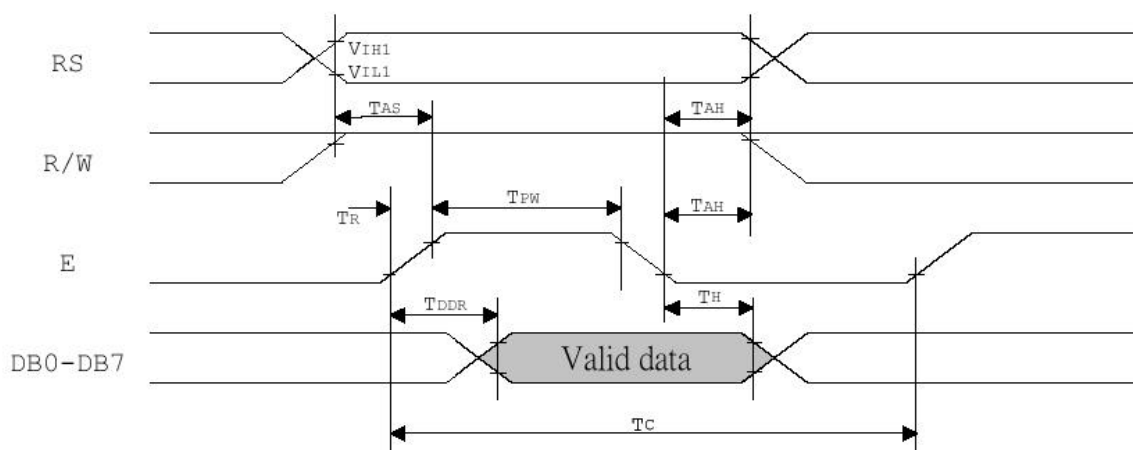 RS
VIH1
VIL1
TAS
TAH
R/W
TR
TPW
TAH
E
TDDR
TH
DB0-DB7
Valid data
TC